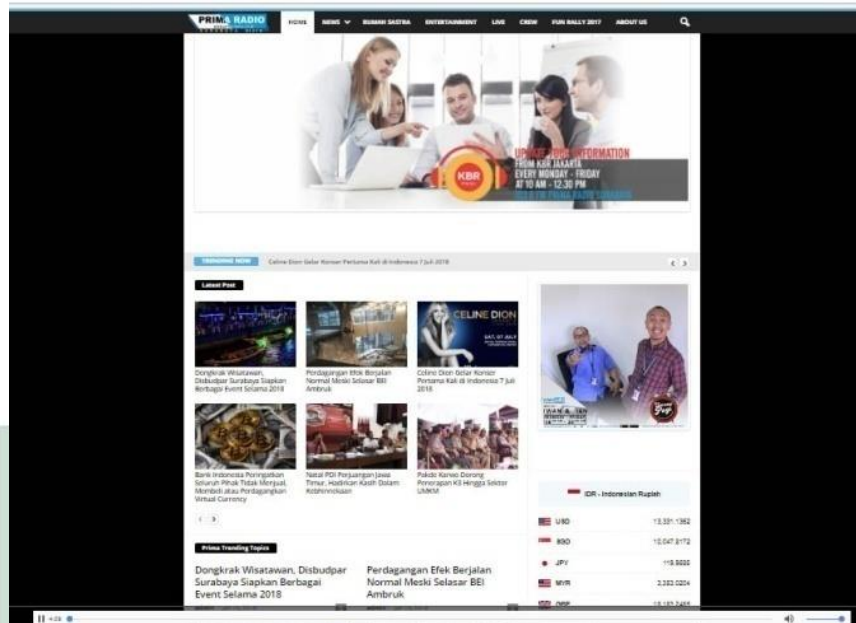 PRIMA RADIO
HOME NEWS RUMAH SASTRA ENTERTAINMENT LIVE CREW FUN RALLY 2017 ABOUT US
KBR
UPDATE YOUR INFORMATION
FROM KBR JAKARTA
EVERY MONDAY - FRIDAY
AT 10 AM - 12.30 PM
TRENDING NOW Celine Dion Gelar Konser Pertama Kali di Indonesia 7 Juli 2018
Latest Post
CELINE DION
Dongkrak Wisatawan,
Disbudpar Surabaya Siapkan
Berbagai Event Selama 2018
Perdagangan Efek Berjalan
Normal Meski Selasar BEI
Ambruk
Celine Dion Gelar Konser
Pertama Kali di Indonesia 7 Juli
2018
Bank Indonesia Peringatkan
Seluruh Pihak Tidak Menjual,
Membeli atau Perdagangkan
Virtual Currency
Natal PDI Perjuangan Jawa
Timur, Hadirkan Kasih Dalam
Kebhinnekaan
Pakde Karwo Dorong
Penerapan K3 Hingga Sektor
UMKM
Prima Trending Topics
Dongkrak Wisatawan, Disbudpar
Surabaya Siapkan Berbagai
Event Selama 2018
Perdagangan Efek Berjalan
Normal Meski Selasar BEI
Ambruk
IDR - Indonesian Rupiah
USD
SGD
JPY
MYR
GBP